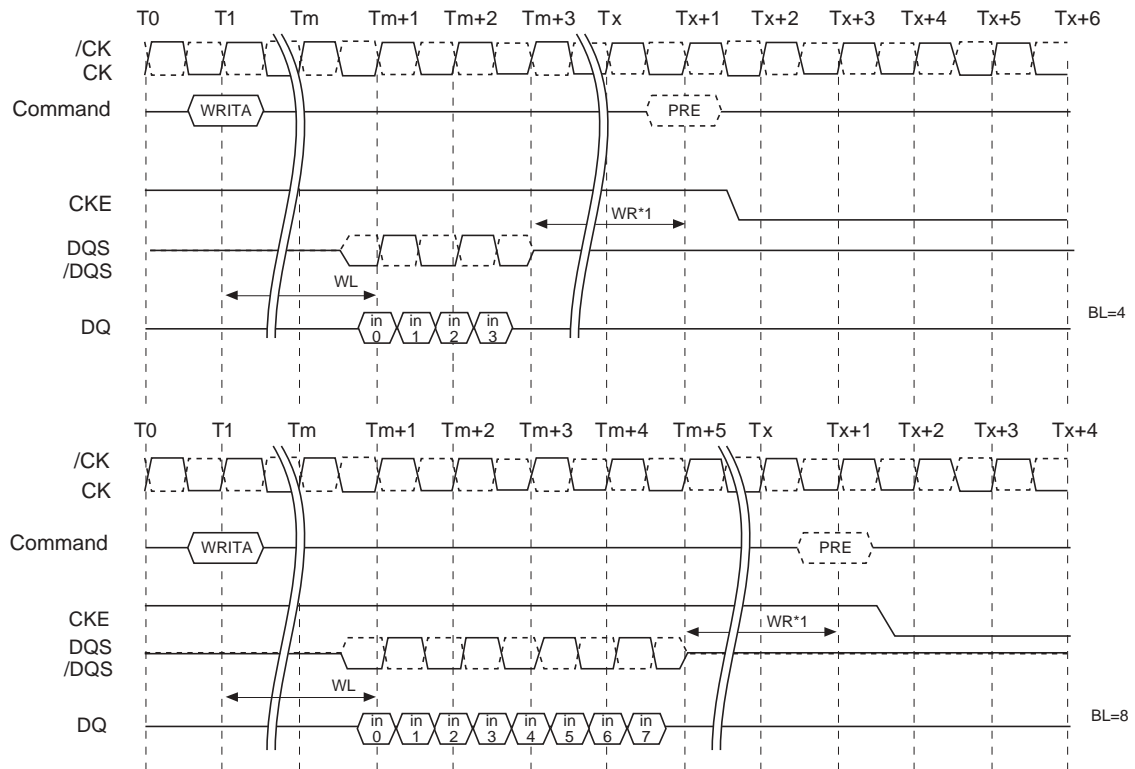 T0 T1 Tm Tm+1 Tm+2 Tm+3 Tx Tx+1 Tx+2 Tx+3 Tx+4 Tx+5 Tx+6
/CK
CK
Command WRITA PRE
CKE
WR*1
DQS
/DQS
WL
DQ in 0 in 1 in 2 in 3 BL=4
T0 T1 Tm Tm+1 Tm+2 Tm+3 Tm+4 Tm+5 Tx Tx+1 Tx+2 Tx+3 Tx+4
/CK
CK
Command WRITA PRE
CKE
WR*1
DQS
/DQS
WL
DQ in 0 in 1 in 2 in 3 in 4 in 5 in 6 in 7 BL=8